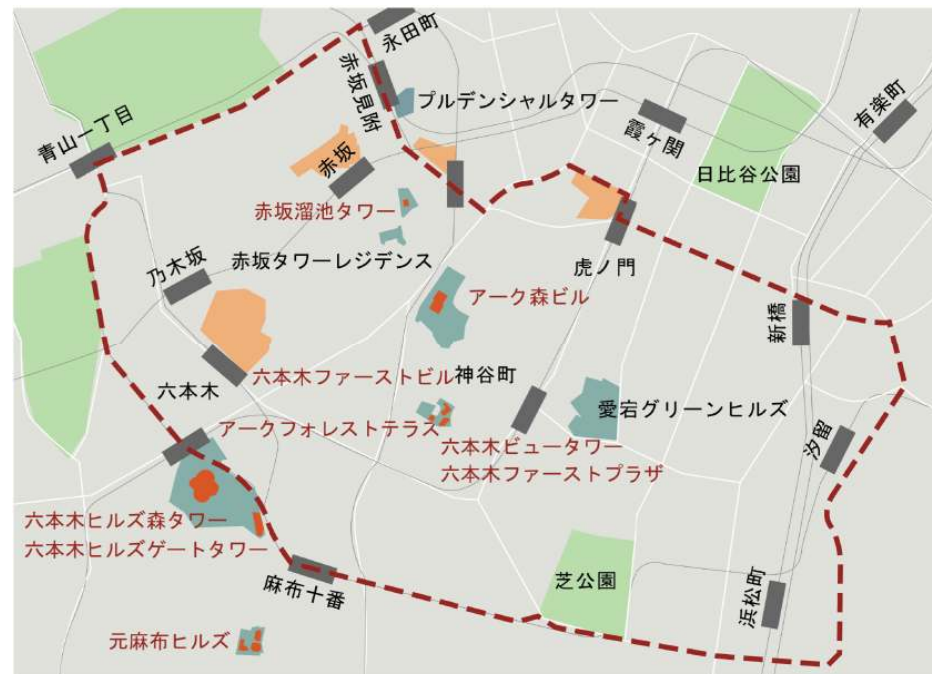 永田町
赤坂見附
プルデンシャルタワー
有楽町
霞ヶ関
青山一丁目
赤坂
日比谷公園
赤坂溜池タワー
赤坂タワーレジデンス
虎ノ門
乃木坂
アーク森ビル
新橋
六本木
六本木ファーストビル
神谷町
愛宕グリーンヒルズ
アークフォレストテラス
六本木ビュータワー
六本木ファーストプラザ
汐留
六本木ヒルズ森タワー
六本木ヒルズゲートタワー
麻布十番
芝公園
浜松町
元麻布ヒルズ